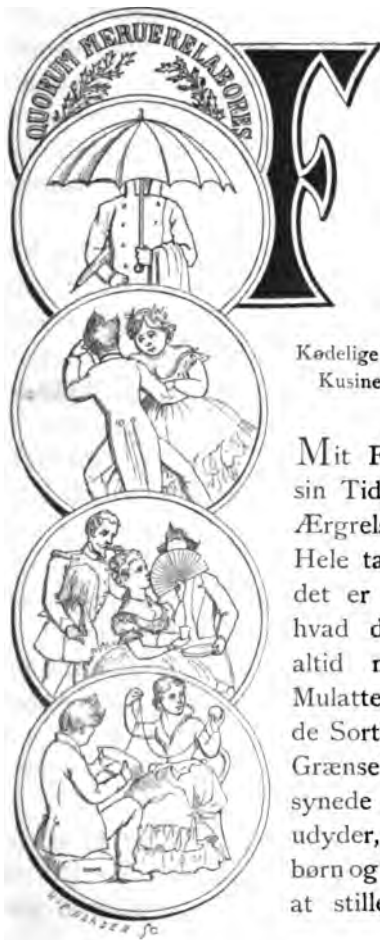 QUORUM MERUERE LABORES
F
Kødelige
Kusine
Mit F
sin Tid
Ærgrels
Hele ta
det er
hvad d
altid n
Mulatte
de Sort
Grænse
synede
udyder,
børn og
at stille